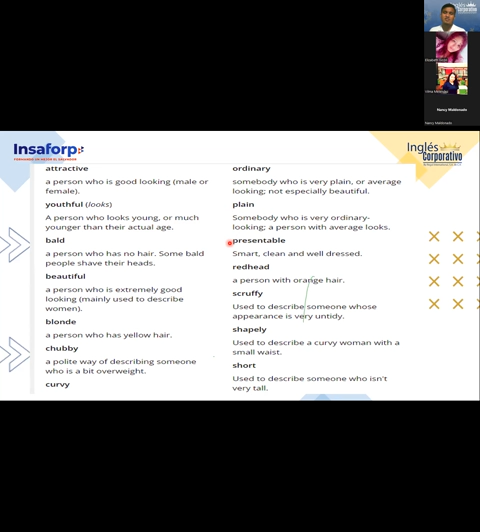 Inglés
Corporativo
Nancy Maldonado
Nancy Maldonado
Insaforp
Inglés
Corporativo
attractive
a person who is good looking (male or
female).
youthful (looks)
A person who looks young, or much
younger than their actual age.
bald
a person who has no hair. Some bald
people shave their heads.
beautiful
a person who is extremely good
looking (mainly used to describe
women).
blonde
a person who has yellow hair.
chubby
a polite way of describing someone
who is a bit overweight.
curvy
ordinary
somebody who is very plain, or average
looking; not especially beautiful.
plain
Somebody who is very ordinary-
looking; a person with average looks.
presentable
Smart, clean and well dressed.
redhead
a person with orange hair.
scruffy
Used to describe someone whose
appearance is very untidy.
shapely
Used to describe a curvy woman with a
small waist.
short
Used to describe someone who isn't
very tall.